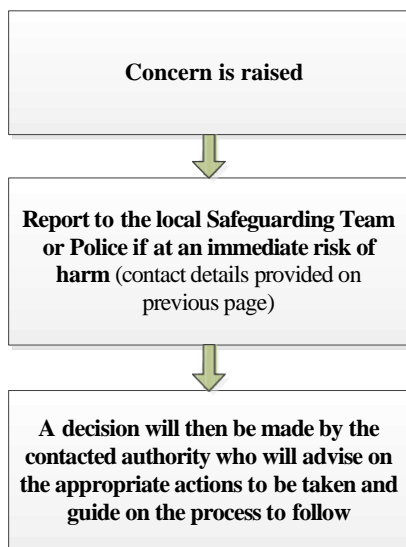 Concern is raised
Report to the local Safeguarding Team
or Police if at an immediate risk of
harm (contact details provided on
previous page)
A decision will then be made by the
contacted authority who will advise on
the appropriate actions to be taken and
guide on the process to follow